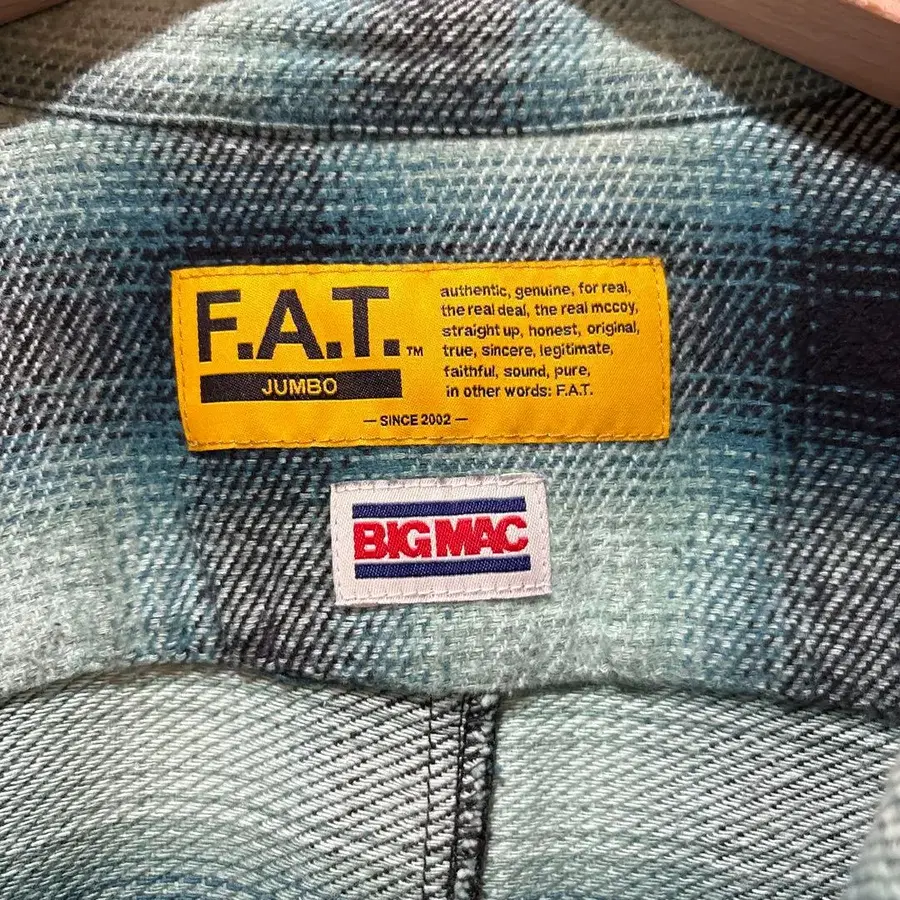 F.A.T.™
JUMBO
authentic, genuine, for real,
the real deal, the real mccoy,
straight up, honest, original,
true, sincere, legitimate,
faithful, sound, pure,
in other words: F.A.T.
— SINCE 2002 —
BIG MAC